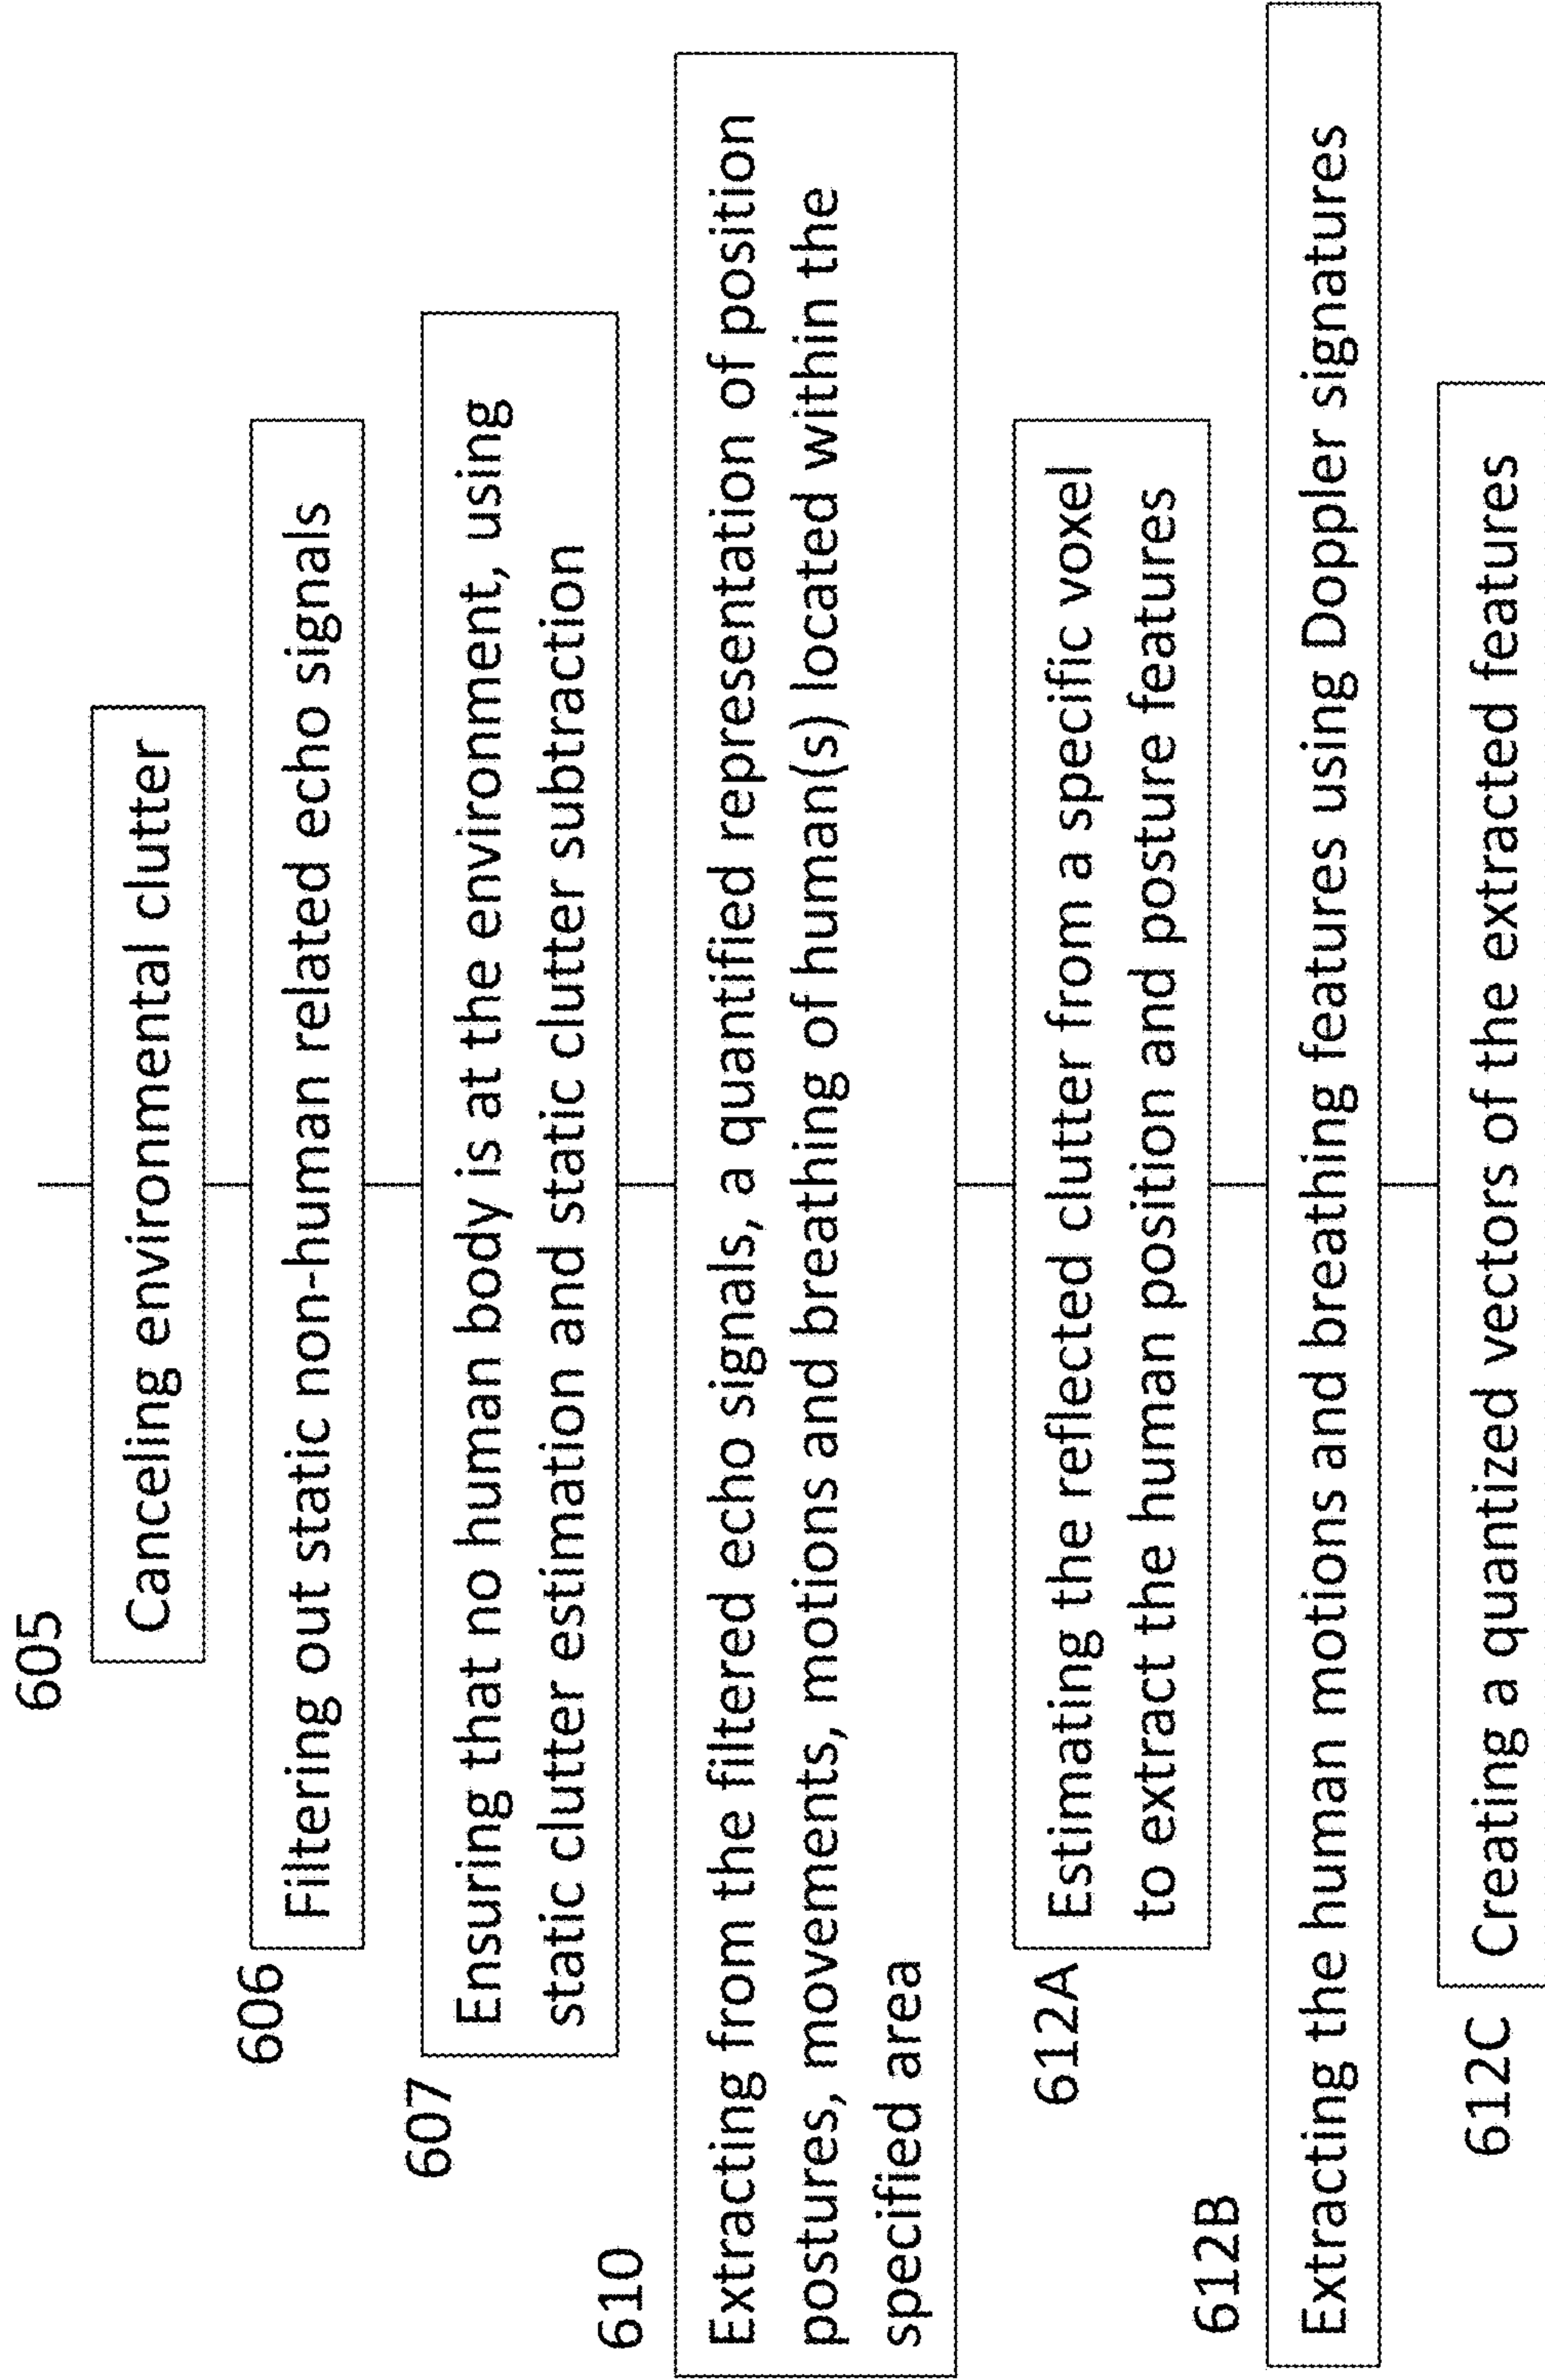 605
Canceling environmental clutter
606
Filtering out static non-human related echo signals
607
Ensuring that no human body is at the environment, using
static clutter estimation and static clutter subtraction
610
Extracting from the filtered echo signals, a quantified representation of position
postures, movements, motions and breathing of human(s) located within the
specified area
612A
Estimating the reflected clutter from a specific voxel
to extract the human position and posture features
612B
Extracting the human motions and breathing features using Doppler signatures
612C
Creating a quantized vectors of the extracted features